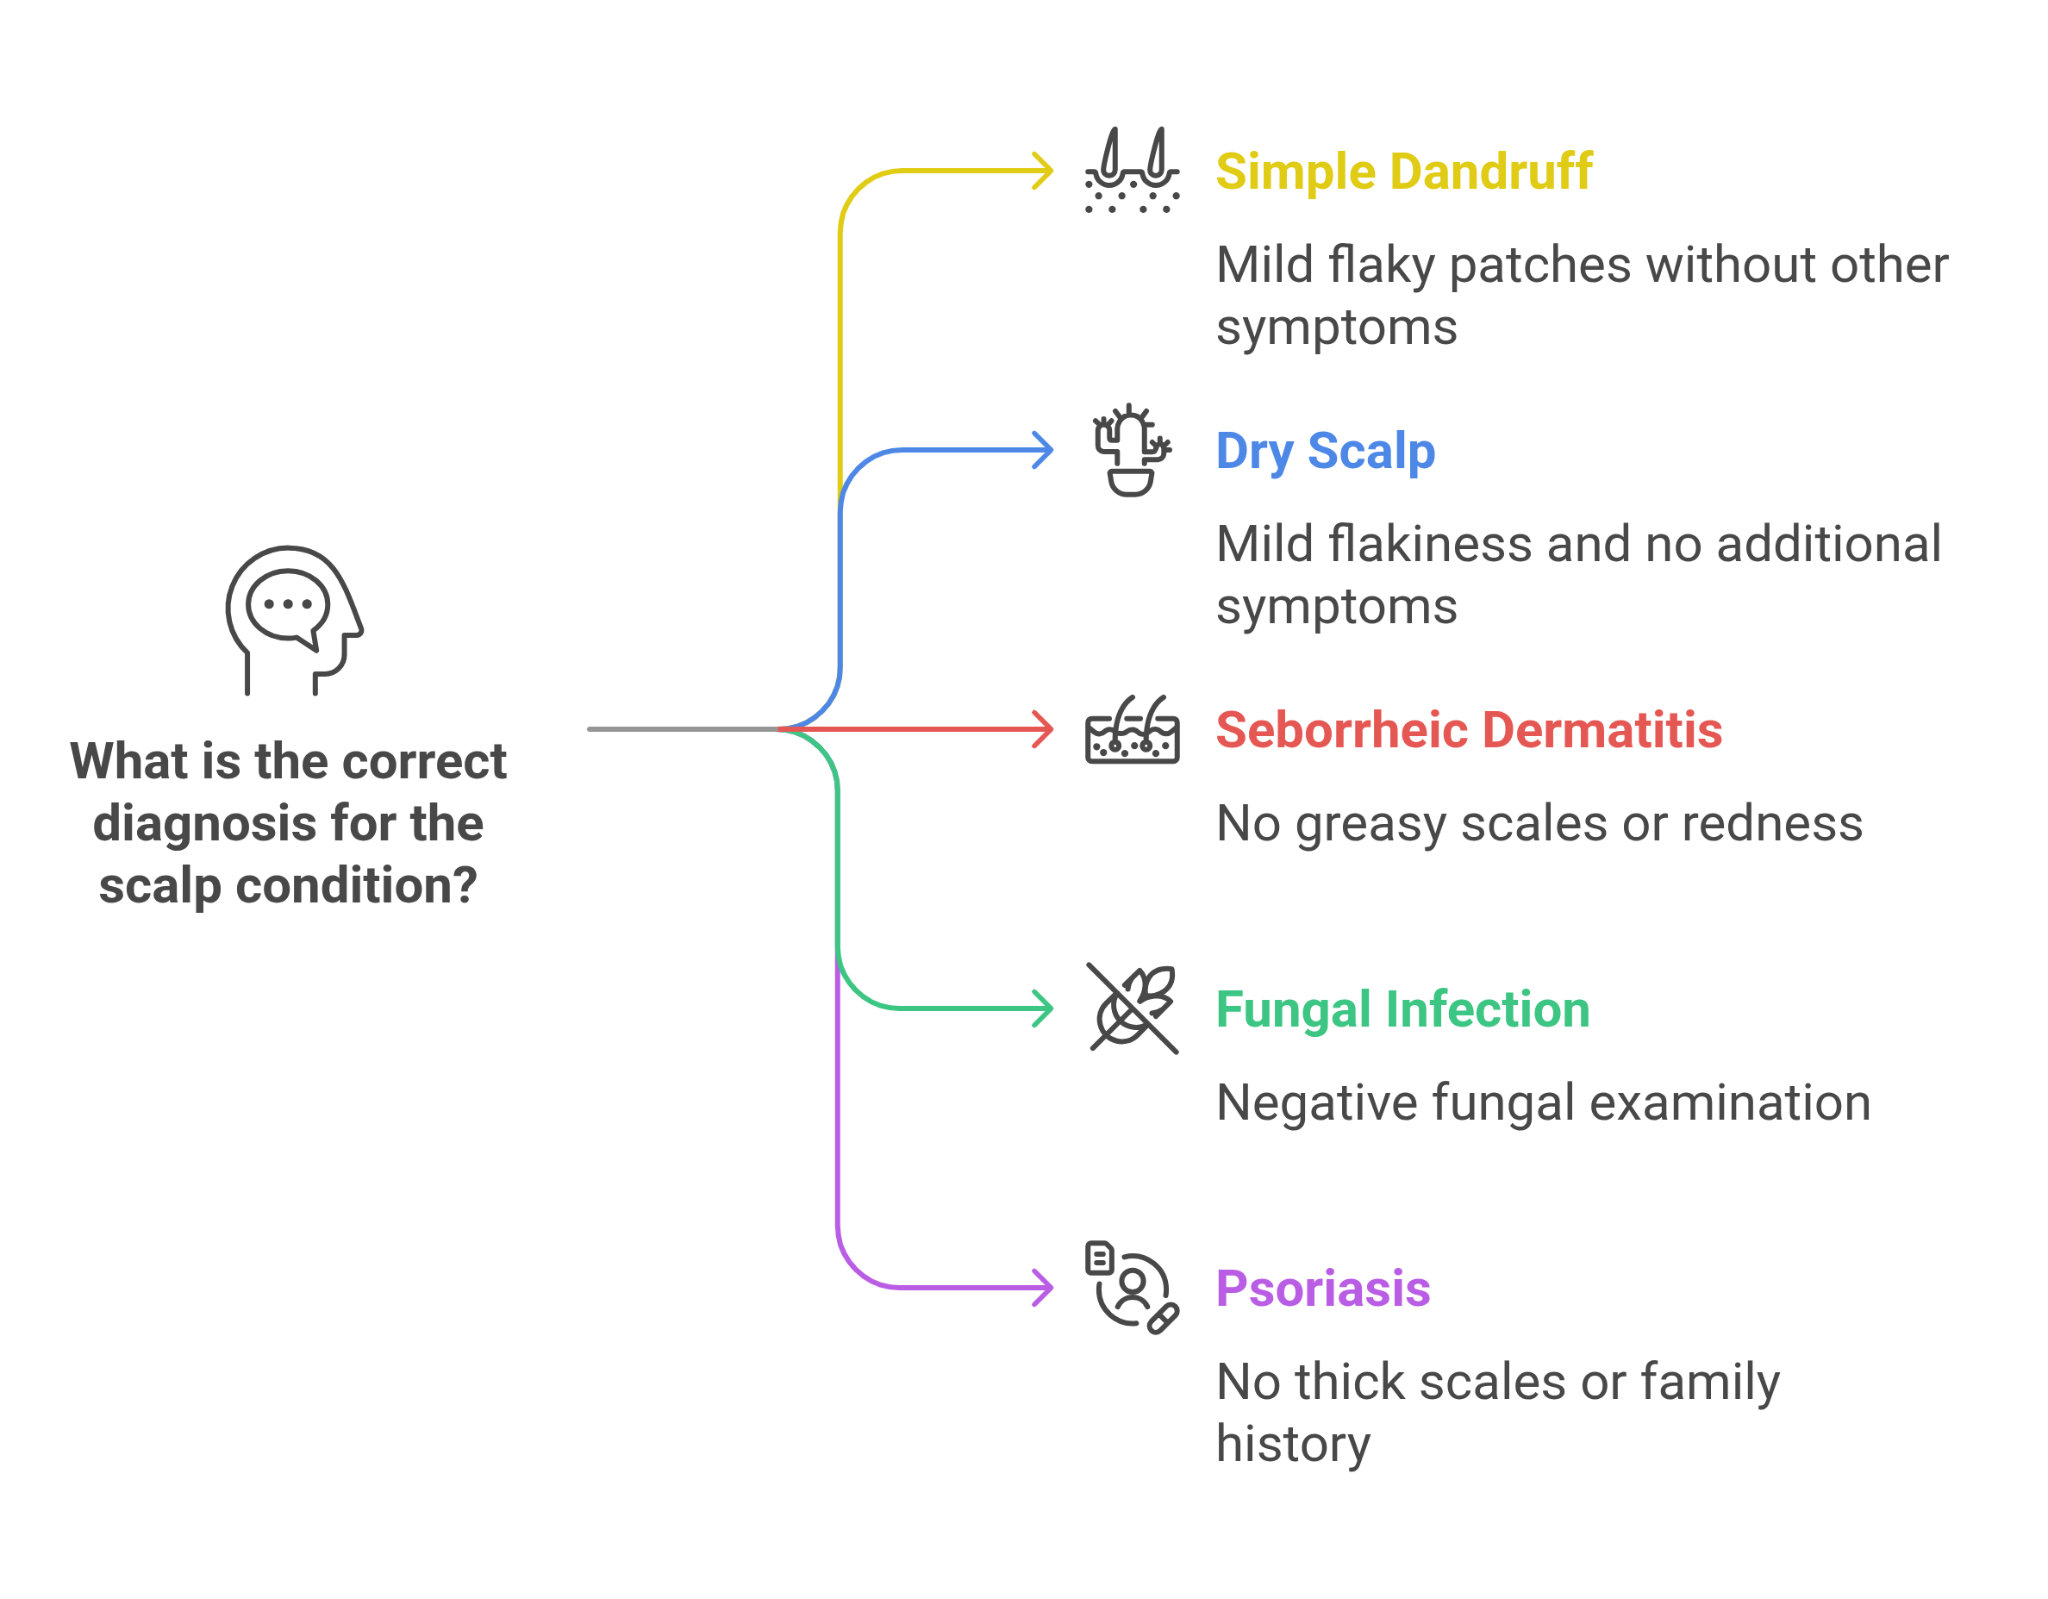 What is the correct
diagnosis for the
scalp condition?
Simple Dandruff
Mild flaky patches without other
symptoms
Dry Scalp
Mild flakiness and no additional
symptoms
Seborrheic Dermatitis
No greasy scales or redness
Fungal Infection
Negative fungal examination
Psoriasis
No thick scales or family
history